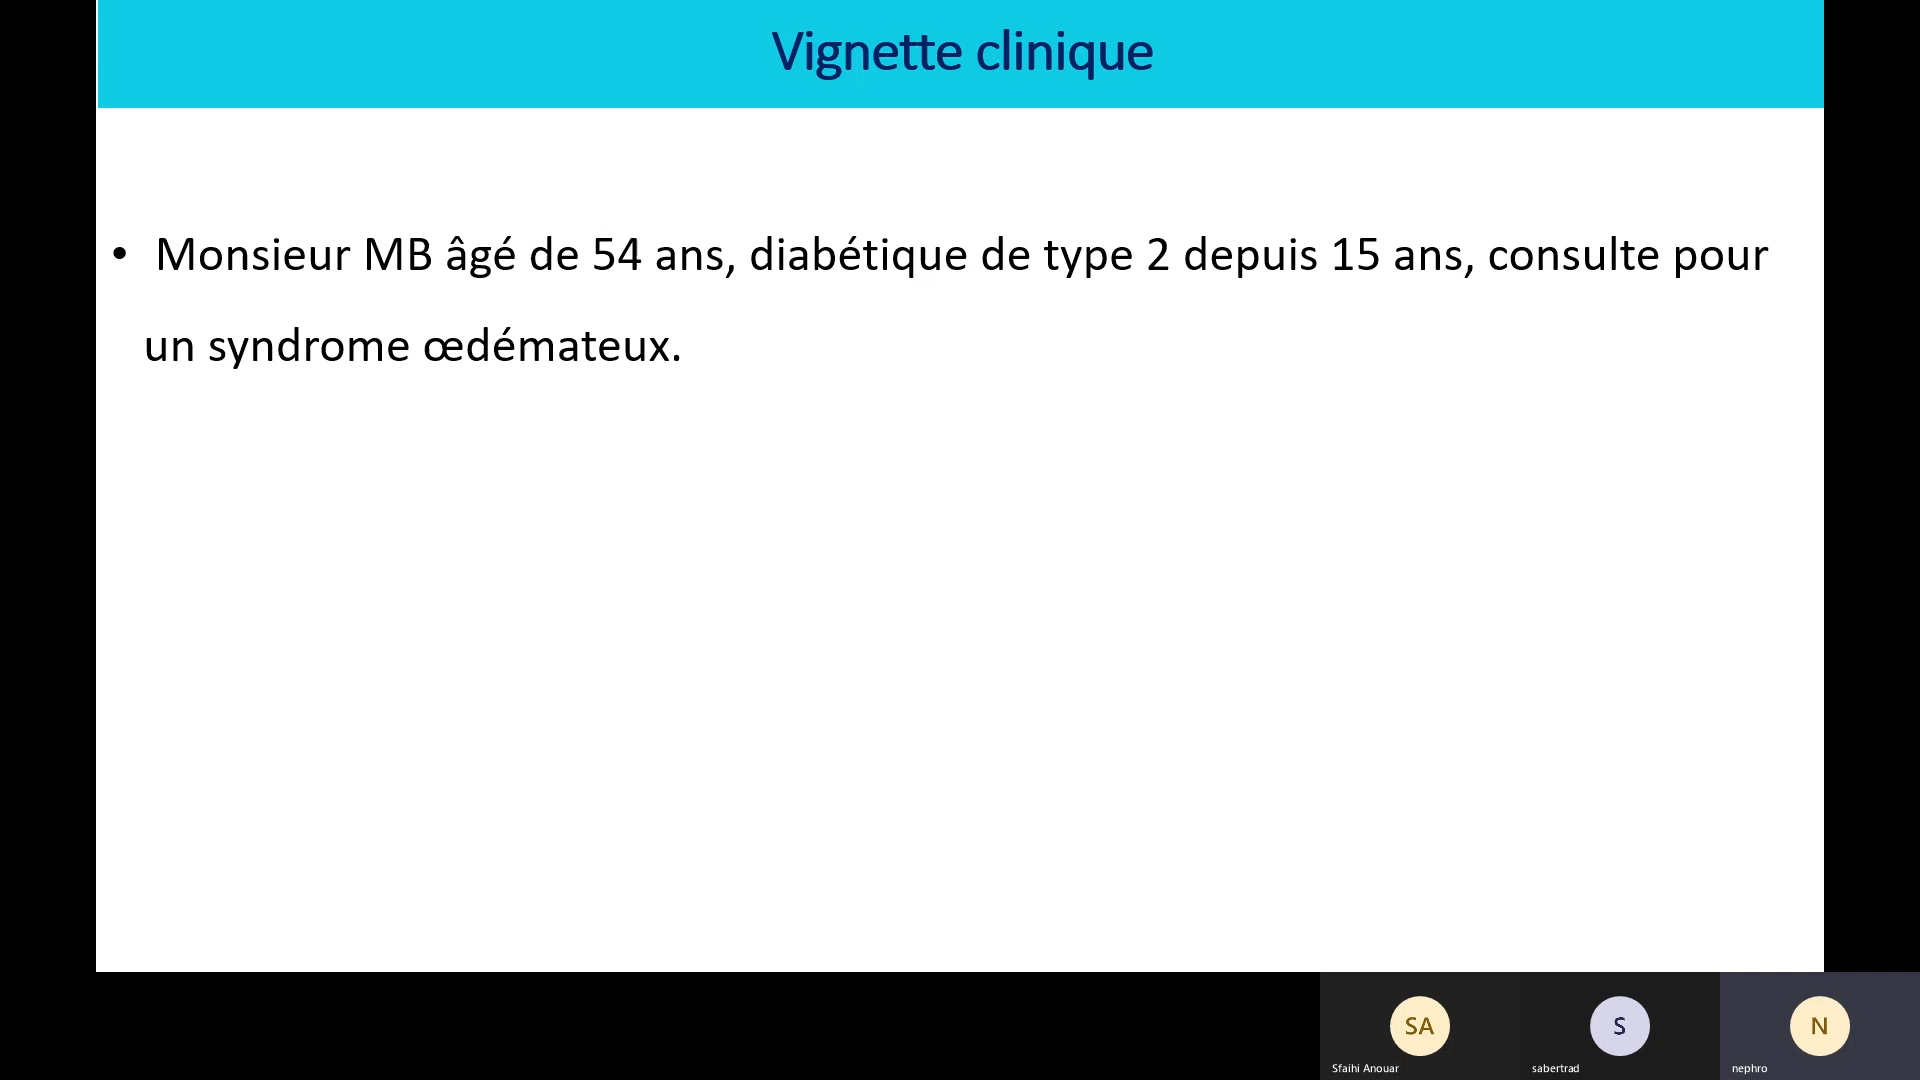 Vignette clinique
• Monsieur MB âgé de 54 ans, diabétique de type 2 depuis 15 ans, consulte pour
un syndrome œdémateux.
SA
S
N
Sfaihi Anouar
sabertrad
nephro